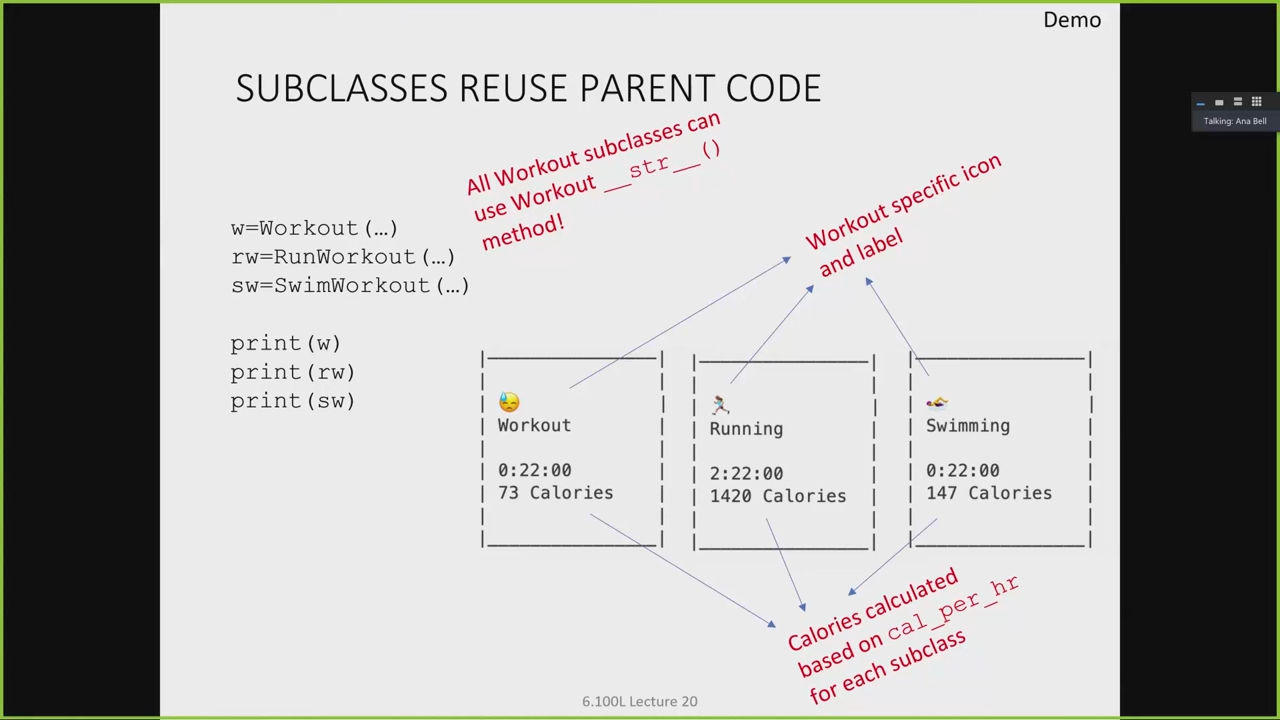 Demo
SUBCLASSES REUSE PARENT CODE
Talking: Ana Bell
All Workout subclasses can
use Workout __str__()
method!
Workout specific icon
and label
w=Workout(…)
rw=RunWorkout(…)
sw=SwimWorkout(…)
print(w)
print(rw)
print(sw)
Workout
0:22:00
73 Calories
Running
2:22:00
1420 Calories
Swimming
0:22:00
147 Calories
Calories calculated
based on cal_per_hr
for each subclass
6.100L Lecture 20